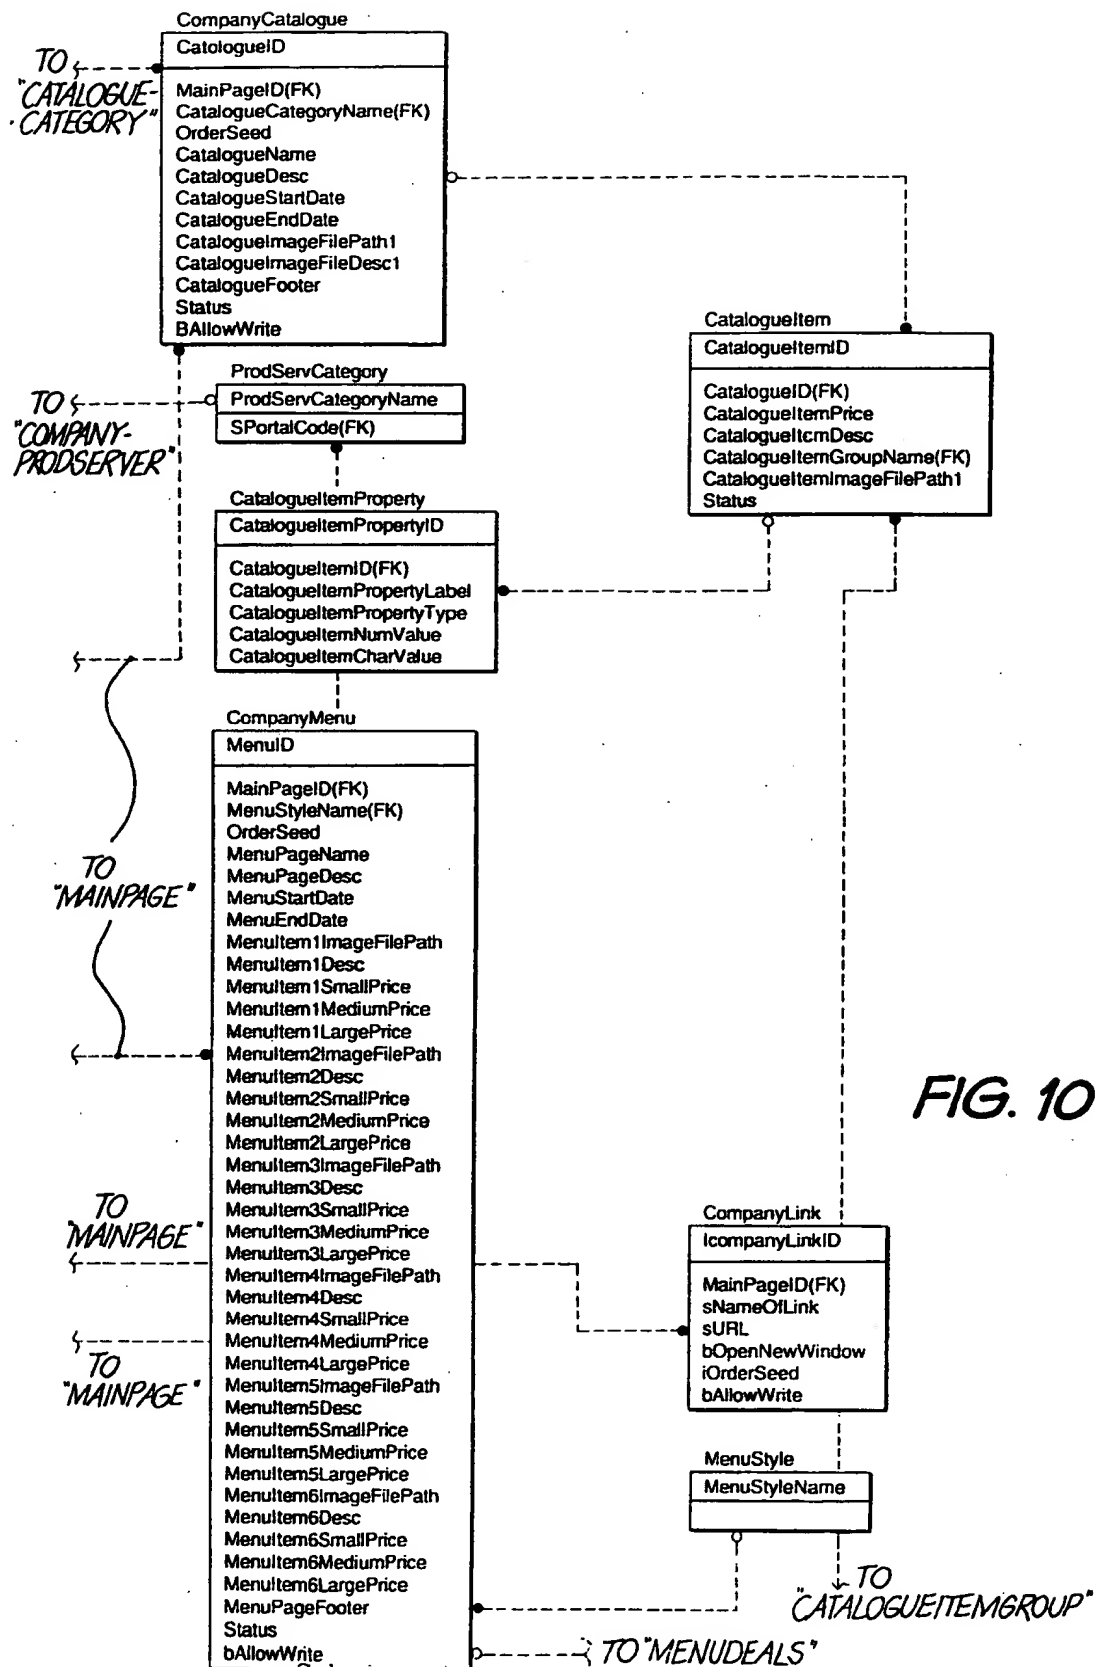 CompanyCatalogue
CatologueID
TO
"CATALOGUE-
CATEGORY"
MainPageID(FK)
CatalogueCategoryName(FK)
OrderSeed
CatalogueName
CatalogueDesc
CatalogueStartDate
CatalogueEndDate
CatalogueImageFilePath1
CatalogueImageFileDesc1
CatalogueFooter
Status
BAllowWrite
CatalogueItem
CatalogueItemID
CatalogueID(FK)
CatalogueItemPrice
CatalogueItemDesc
CatalogueItemGroupName(FK)
CatalogueItemImageFilePath1
Status
ProdServCategory
ProdServCategoryName
SPortalCode(FK)
TO
"COMPANY-
PRODSERVER"
CatalogueItemProperty
CatalogueItemPropertyID
CatalogueItemID(FK)
CatalogueItemPropertyLabel
CatalogueItemPropertyType
CatalogueItemNumValue
CatalogueItemCharValue
CompanyMenu
MenuID
MainPageID(FK)
MenuStyleName(FK)
OrderSeed
MenuPageName
MenuPageDesc
MenuStartDate
MenuEndDate
MenuItem1ImageFilePath
MenuItem1Desc
MenuItem1SmallPrice
MenuItem1MediumPrice
MenuItem1LargePrice
MenuItem2ImageFilePath
MenuItem2Desc
MenuItem2SmallPrice
MenuItem2MediumPrice
MenuItem2LargePrice
MenuItem3ImageFilePath
MenuItem3Desc
MenuItem3SmallPrice
MenuItem3MediumPrice
MenuItem3LargePrice
MenuItem4ImageFilePath
MenuItem4Desc
MenuItem4SmallPrice
MenuItem4MediumPrice
MenuItem4LargePrice
MenuItem5ImageFilePath
MenuItem5Desc
MenuItem5SmallPrice
MenuItem5MediumPrice
MenuItem5LargePrice
MenuItem6ImageFilePath
MenuItem6Desc
MenuItem6SmallPrice
MenuItem6MediumPrice
MenuItem6LargePrice
MenuPageFooter
Status
bAllowWrite
TO
"MAINPAGE"
TO
"MAINPAGE"
TO
"MAINPAGE"
FIG. 10
CompanyLink
IcompanyLinkID
MainPageID(FK)
sNameOfLink
sURL
bOpenNewWindow
iOrderSeed
bAllowWrite
MenuStyle
MenuStyleName
TO
"CATALOGUEITEMGROUP"
TO "MENUDEALS"